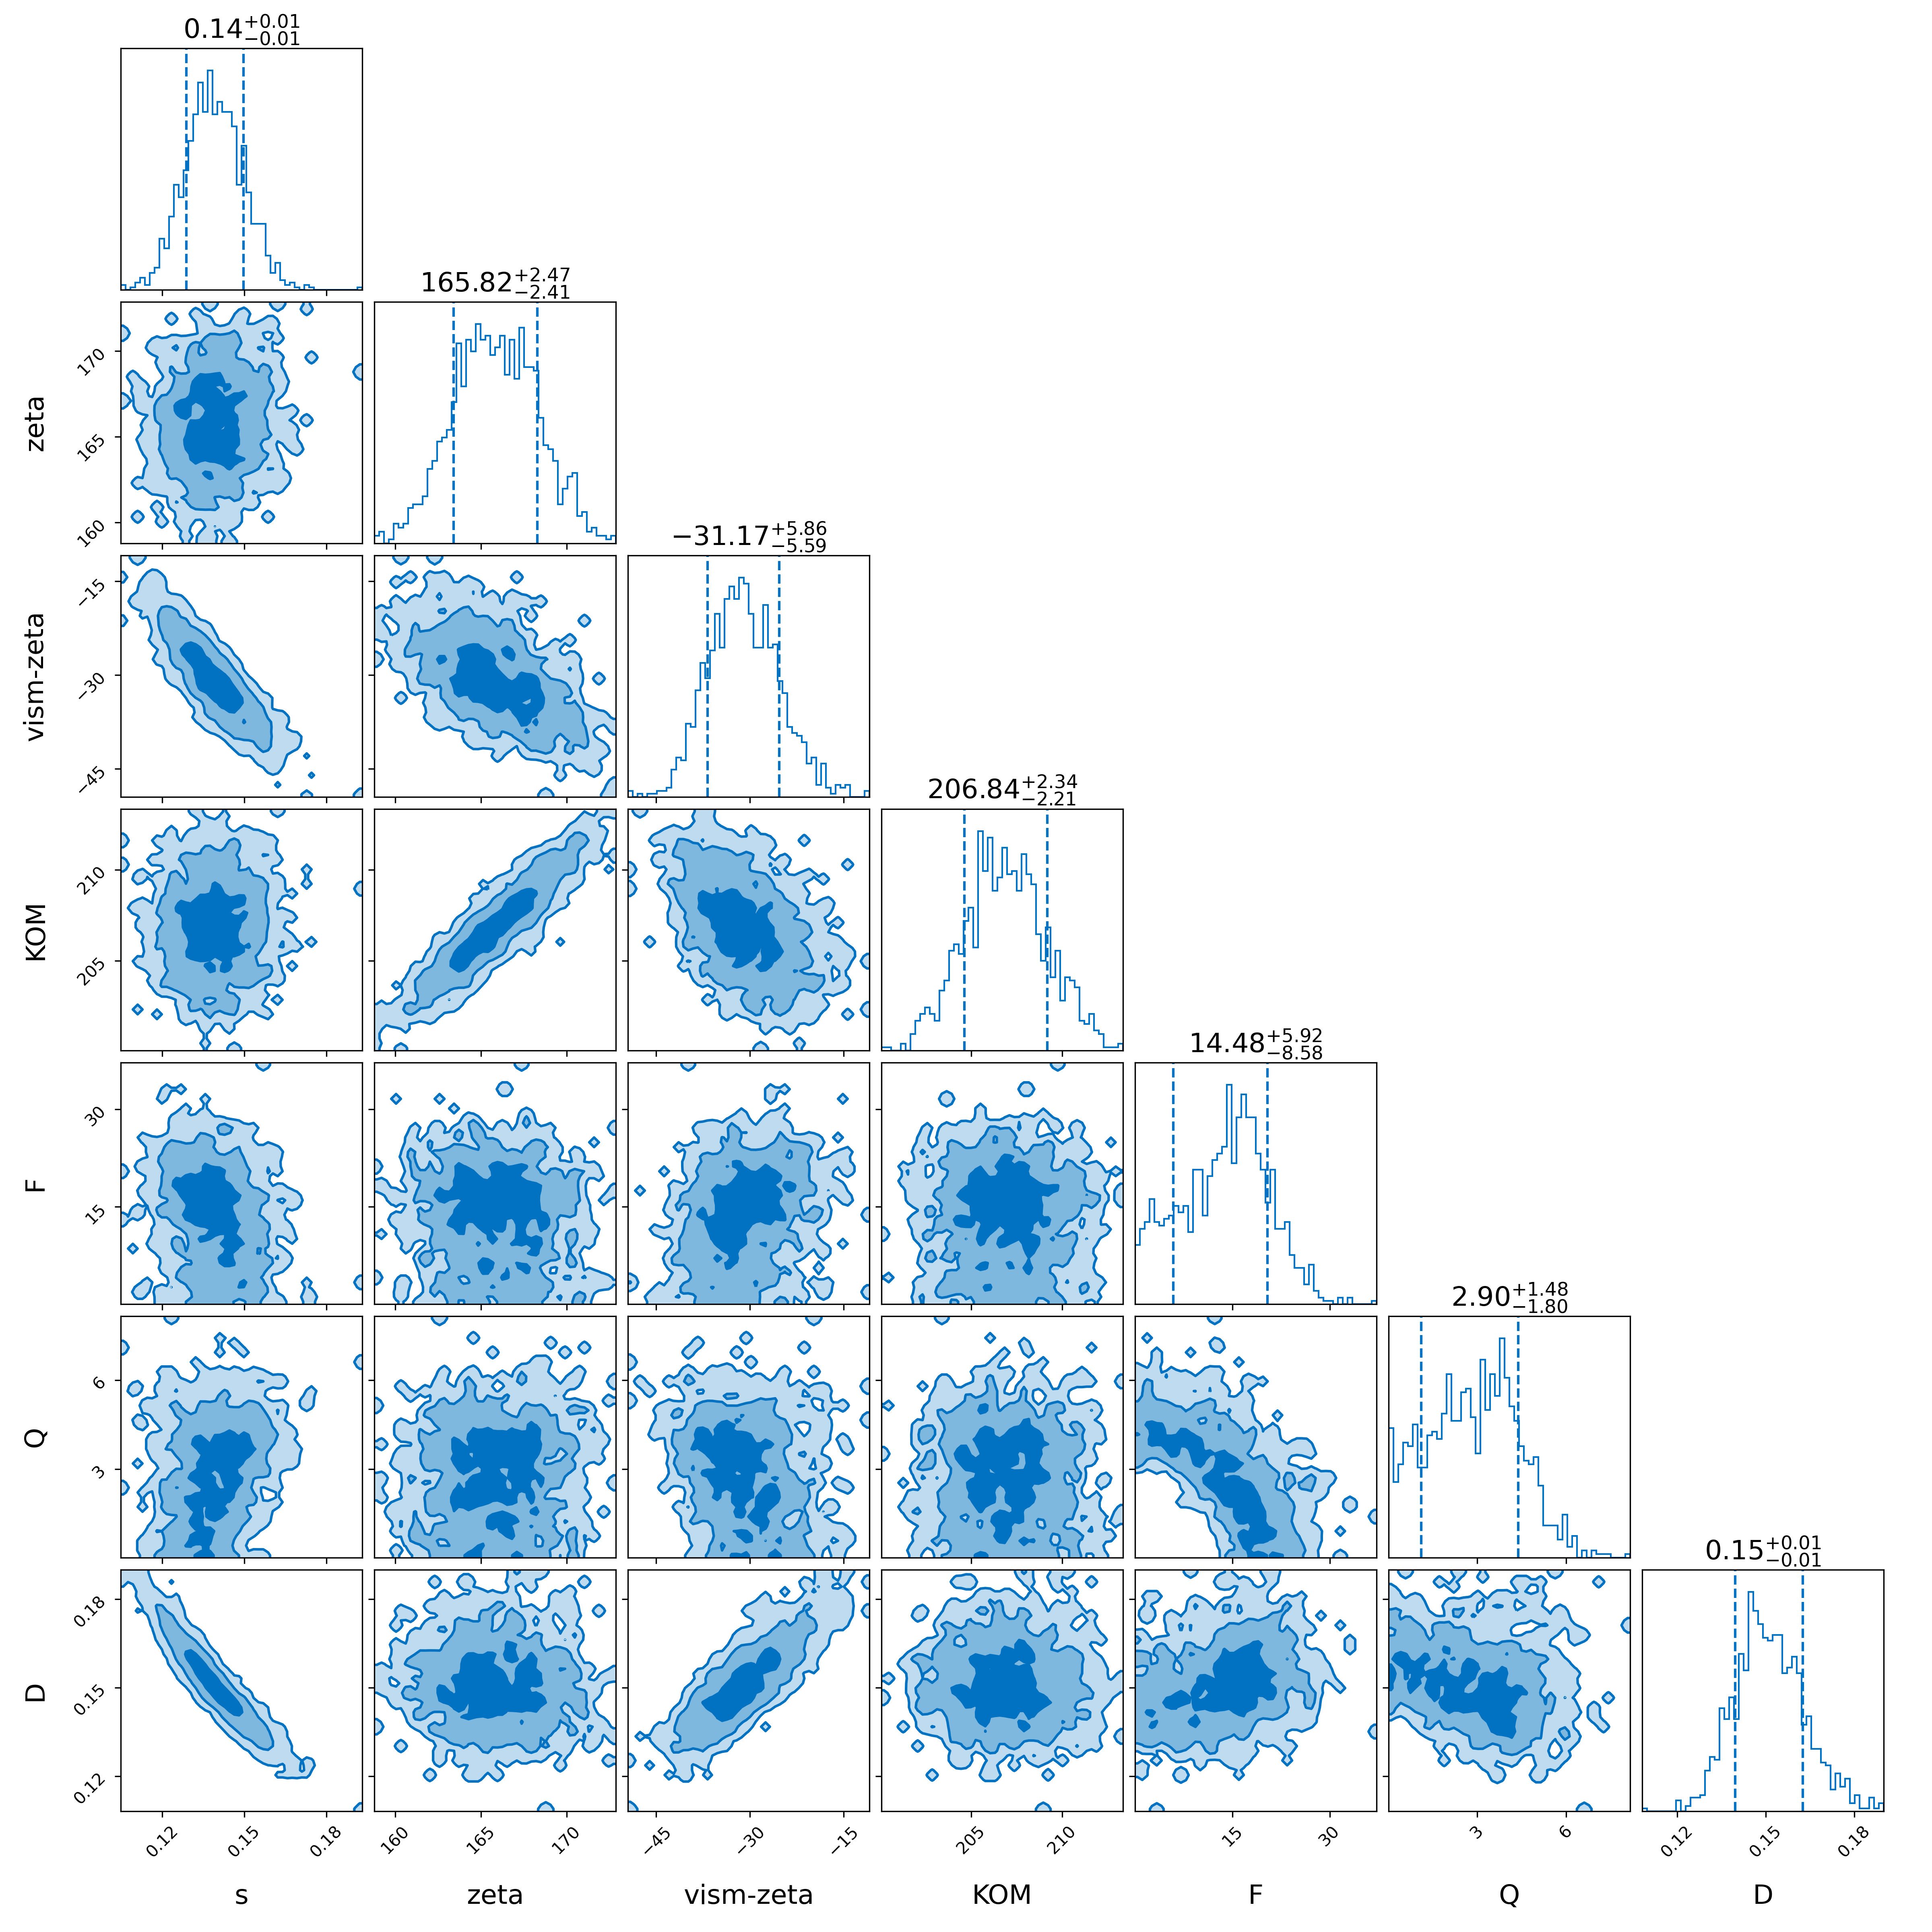 0.14+0.01−0.01
165.82+2.47−2.41
zeta
170
165
160
−31.17+5.86−5.59
vism-zeta
−15
−30
−45
206.84+2.34−2.21
KOM
210
205
14.48+5.92−8.58
F
30
15
2.90+1.48−1.80
Q
6
3
0.15+0.01−0.01
D
0.18
0.15
0.12
0.12 0.15 0.18 160 165 170 −45 −30 −15 205 210 15 30 3 6 0.12 0.15 0.18
s zeta vism-zeta KOM F Q D